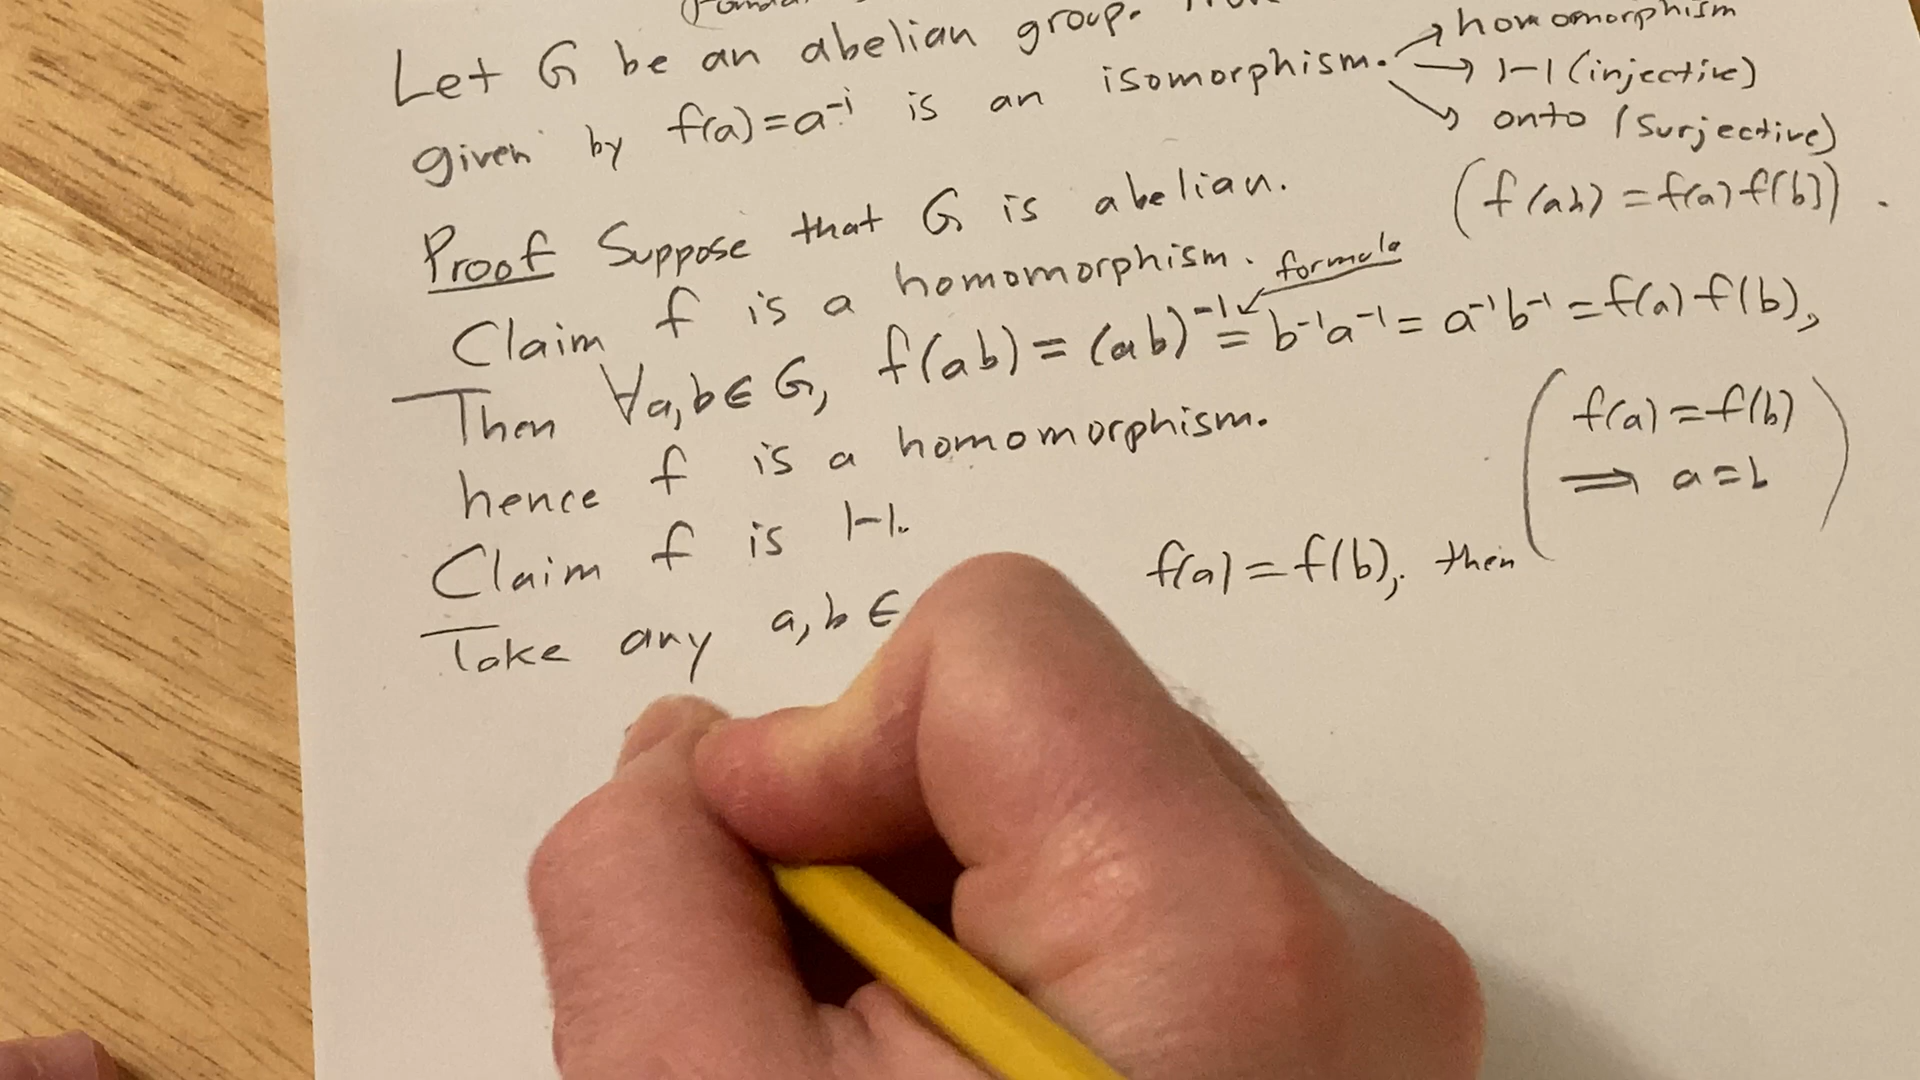 Let G be an abelian group.
given by f(a)=a⁻¹ is an isomorphism. → homomorphism
→ 1-1 (injective)
→ onto (surjective)
Proof Suppose that G is abelian. (f(ab) = f(a)f(b)).
Claim f is a homomorphism. formula
Then ∀a,b∈G, f(ab) = (ab)⁻¹ = b⁻¹a⁻¹ = a⁻¹b⁻¹ = f(a)f(b),
hence f is a homomorphism.
(f(a) = f(b)
⟹ a=b)
Claim f is 1-1.
Take any a,b ∈ f(a) = f(b), then